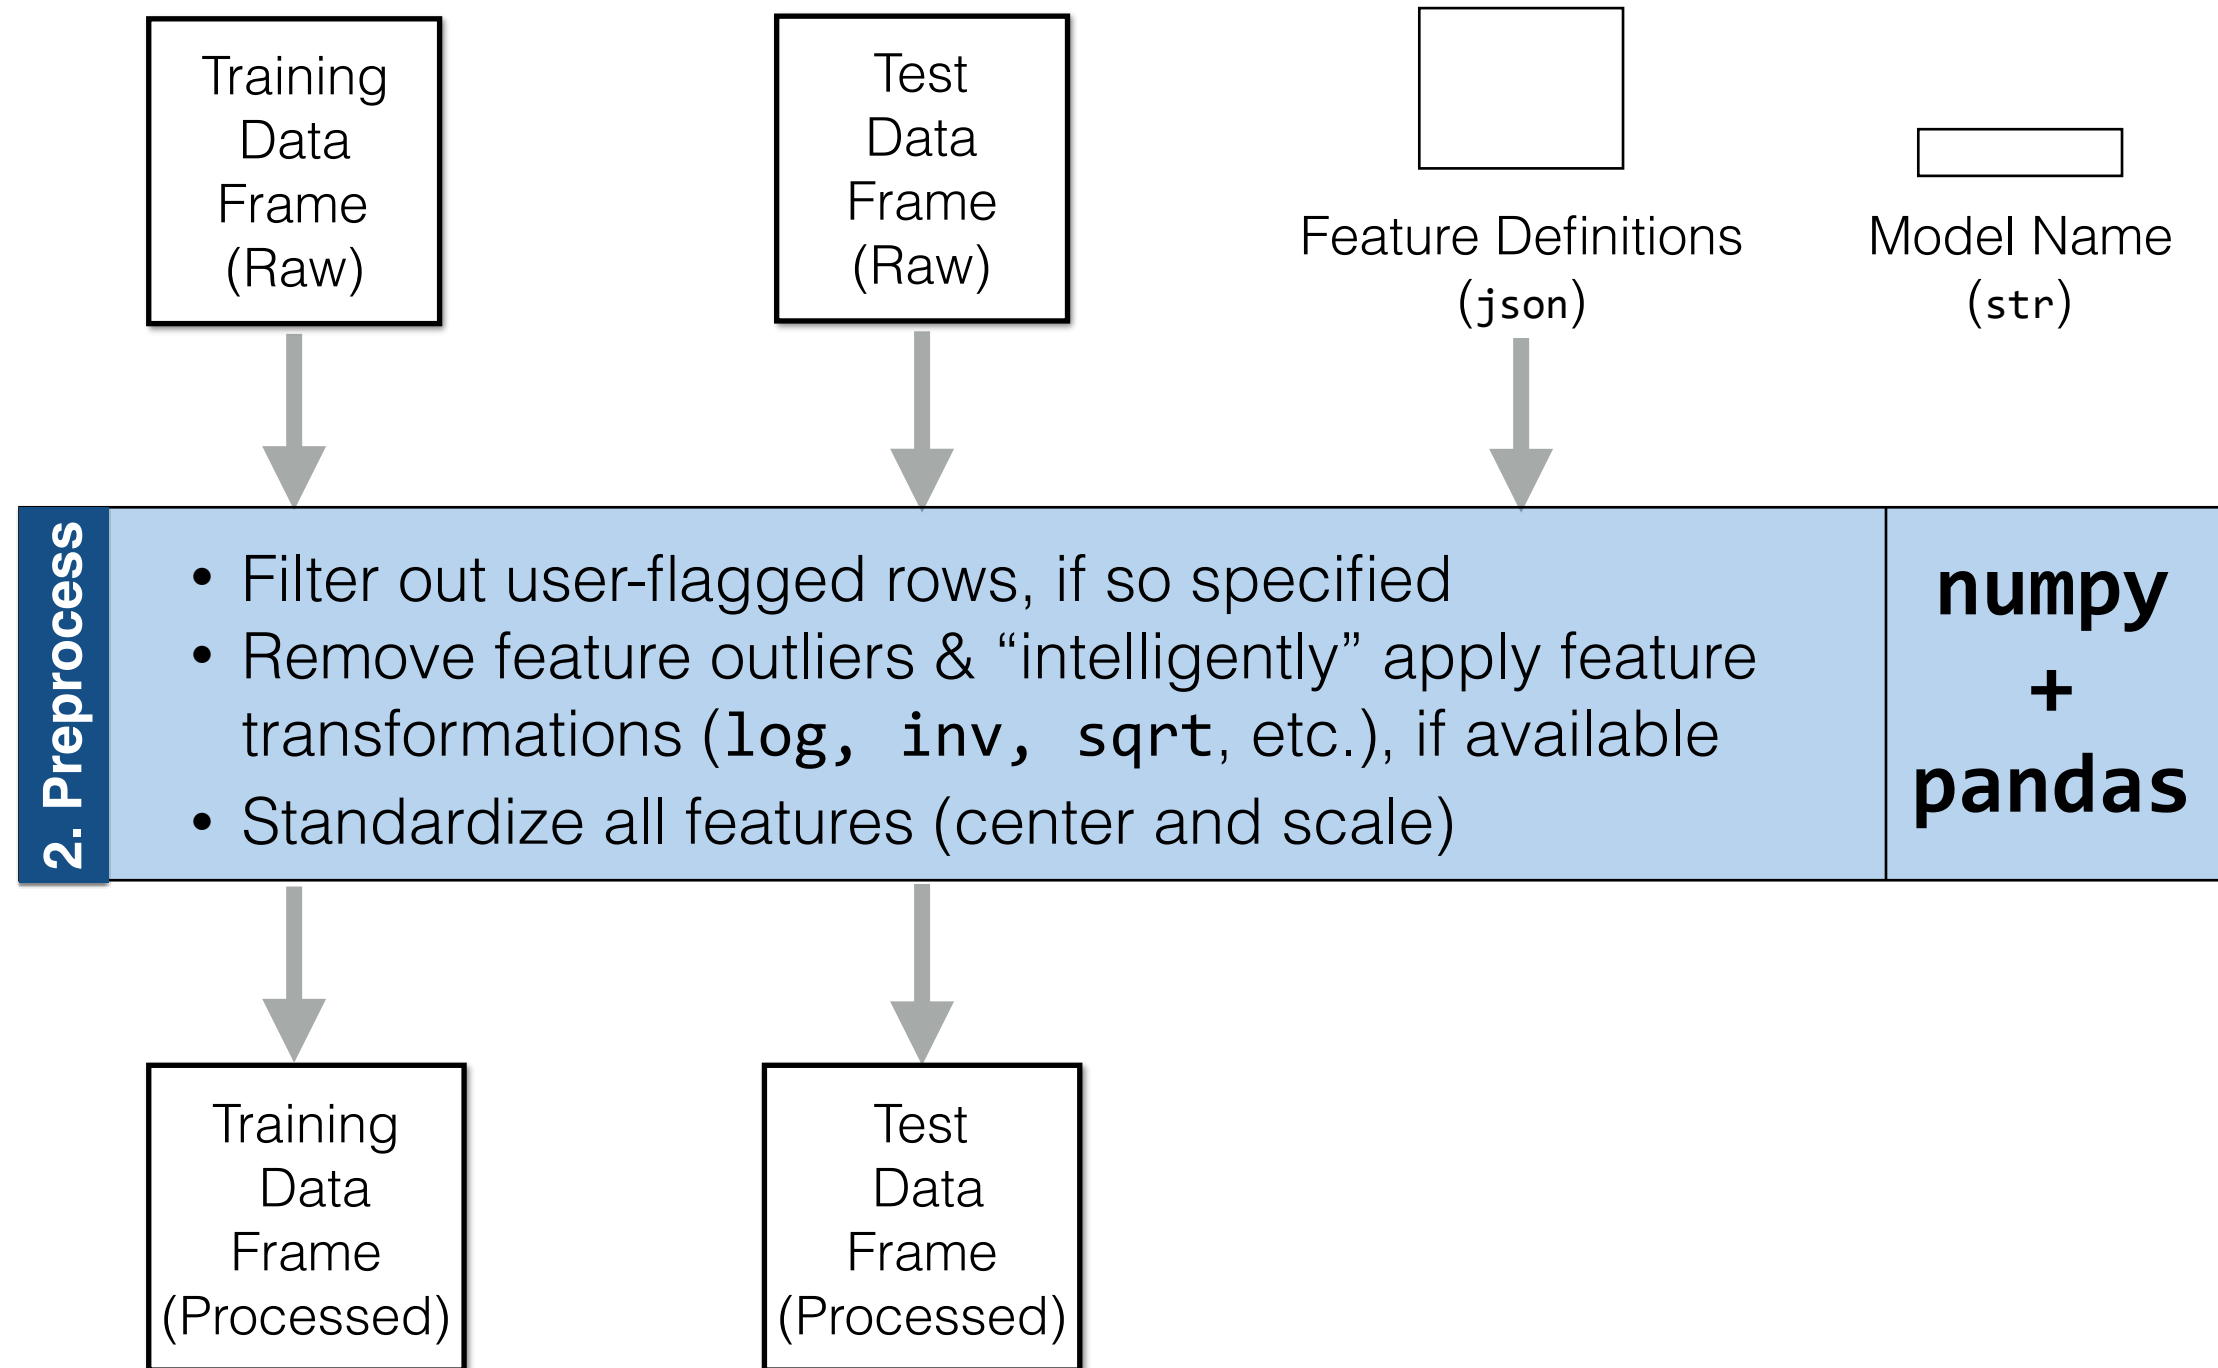 Training
Data
Frame
(Raw)
Test
Data
Frame
(Raw)
Feature Definitions
(json)
Model Name
(str)
2. Preprocess
• Filter out user-flagged rows, if so specified
• Remove feature outliers & “intelligently” apply feature
transformations (log, inv, sqrt, etc.), if available
• Standardize all features (center and scale)
numpy
+
pandas
Training
Data
Frame
(Processed)
Test
Data
Frame
(Processed)